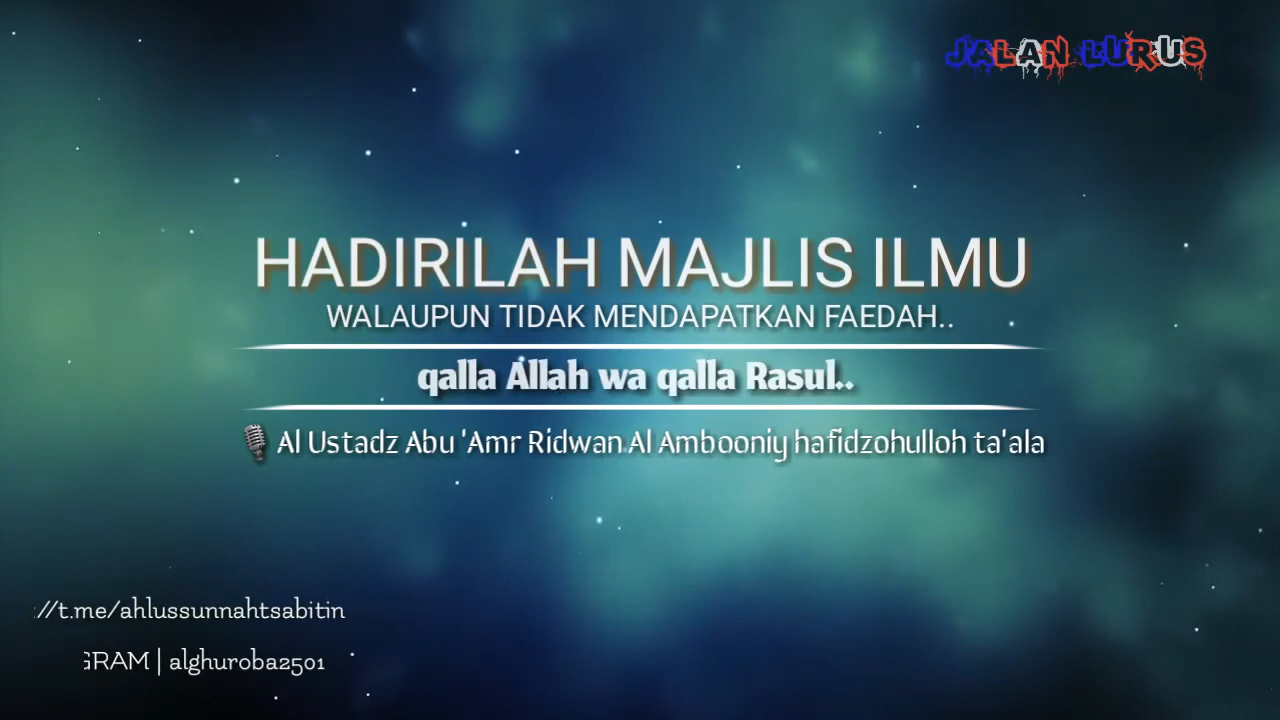 JALAN LURUS
HADIRILAH MAJLIS ILMU
WALAUPUN TIDAK MENDAPATKAN FAEDAH..
qalla Allah wa qalla Rasul..
Al Ustadz Abu 'Amr Ridwan Al Ambooniy hafidzohulloh ta'ala
://t.me/ahlussunnahtsabitin
GRAM | alghuroba2501